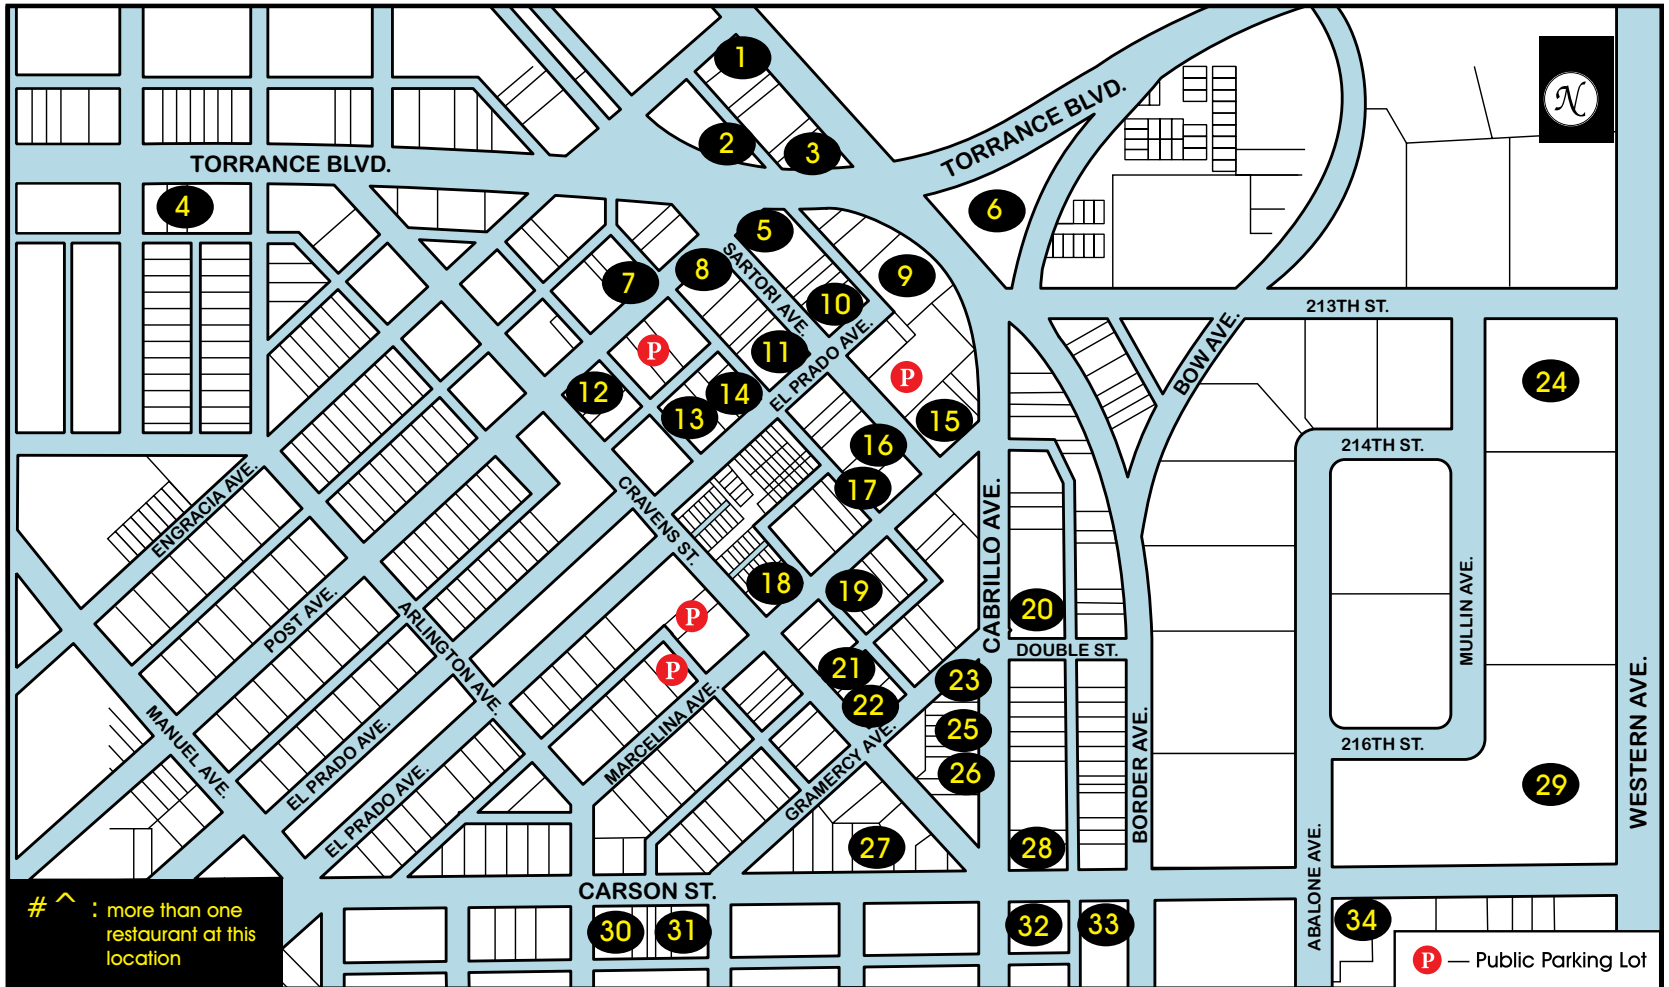 1
2
3
TORRANCE BLVD.
TORRANCE BLVD.
N
4
5
6
7
8
SARTORI AVE.
9
10
213TH ST.
P
11
EL PRADO AVE.
P
BOW AVE.
24
12
13
14
15
16
214TH ST.
17
ENGRACIA AVE.
CRAVENS ST.
CABRILLO AVE.
18
19
20
POST AVE.
ARLINGTON AVE.
P
P
DOUBLE ST.
MULLIN AVE.
21
22
23
25
26
MANUEL AVE.
EL PRADO AVE.
EL PRADO AVE.
MARCELINA AVE.
GRAMERCY AVE.
BORDER AVE.
216TH ST.
WESTERN AVE.
29
27
28
ABALONE AVE.
CARSON ST.
# ^ : more than one
restaurant at this
location
30
31
32
33
34
P — Public Parking Lot